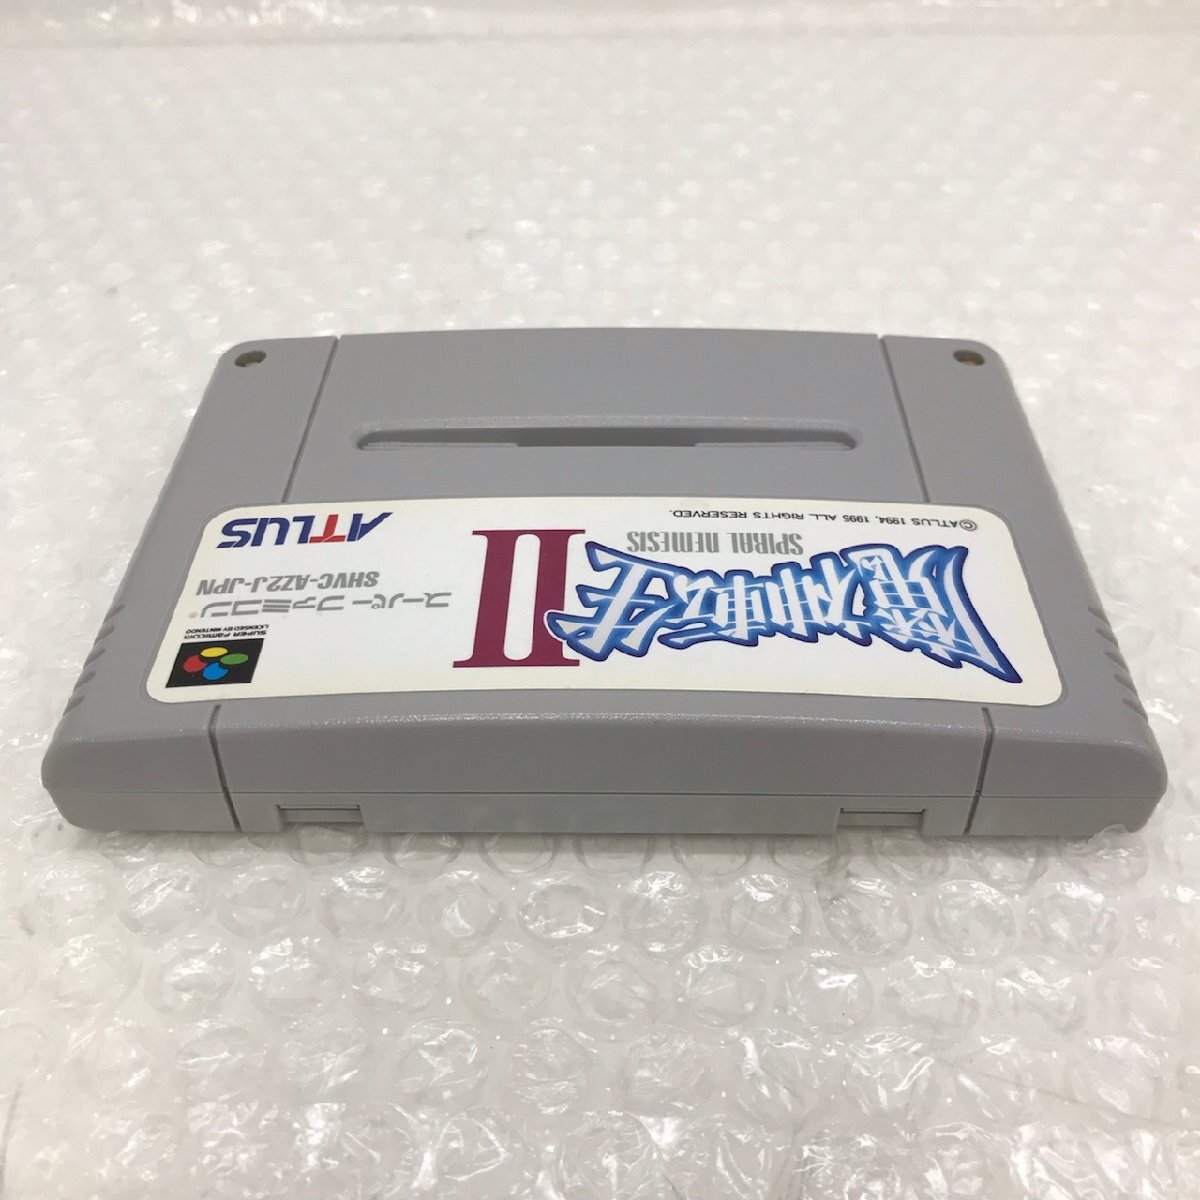 魔神転生
II
SPIRAL NEMESIS
©ATLUS 1994, 1995 ALL RIGHTS RESERVED.
SUPER FAMICOM
LICENSED BY NINTENDO
スーパーファミコン®
SHVC-AZ2J-JPN
ATLUS